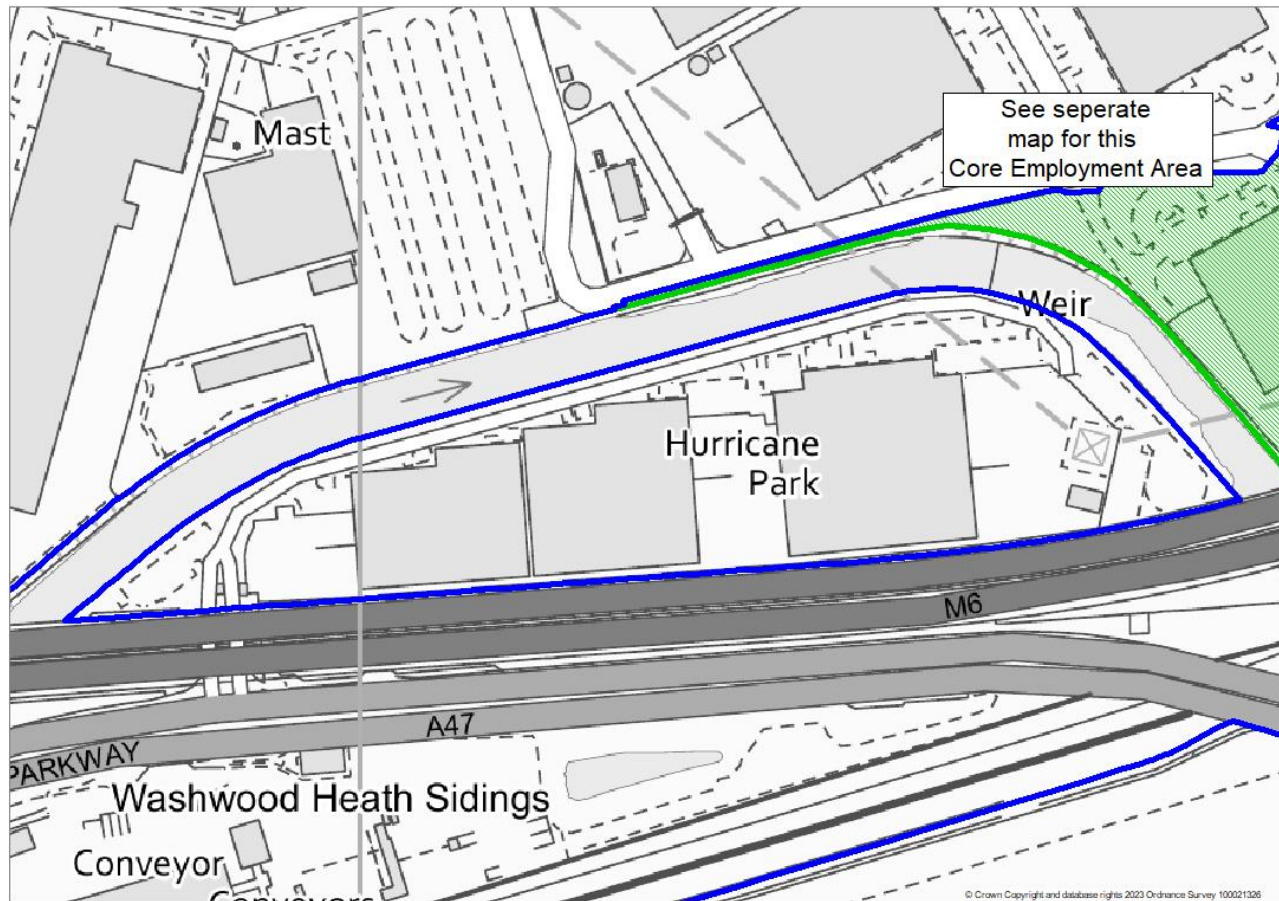 See seperate
map for this
Core Employment Area
Mast
Weir
Hurricane
Park
M6
A47
PARKWAY
Washwood Heath Sidings
Conveyor
Conveyors
© Crown Copyright and database rights 2023 Ordnance Survey 100021326